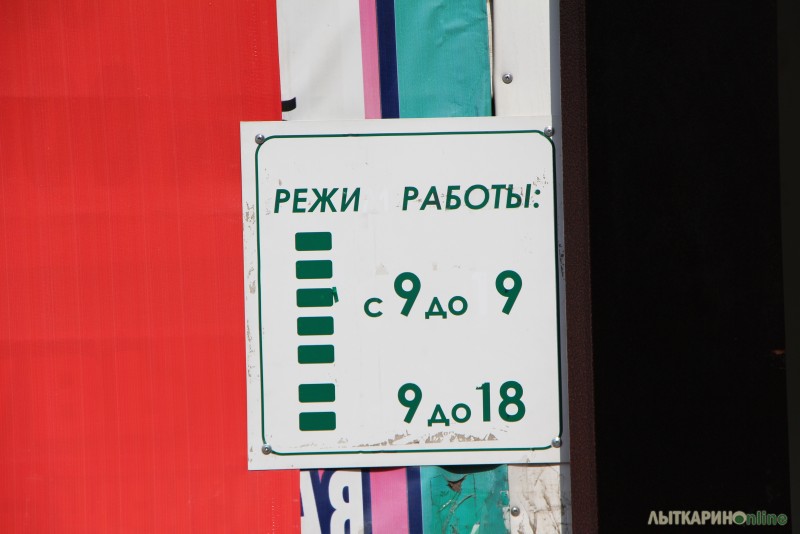 РЕЖИ РАБОТЫ:
с 9 до 9
9 до 18
ЛЫТКАРИНОonline